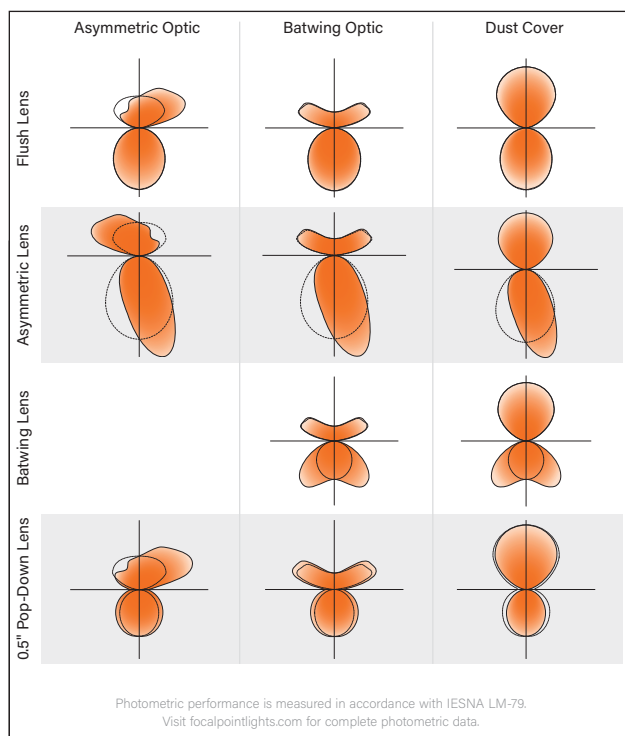 Asymmetric Optic
Batwing Optic
Dust Cover
Flush Lens
Asymmetric Lens
Batwing Lens
0.5" Pop-Down Lens
Photometric performance is measured in accordance with IESNA LM-79.
Visit focalpointlights.com for complete photometric data.